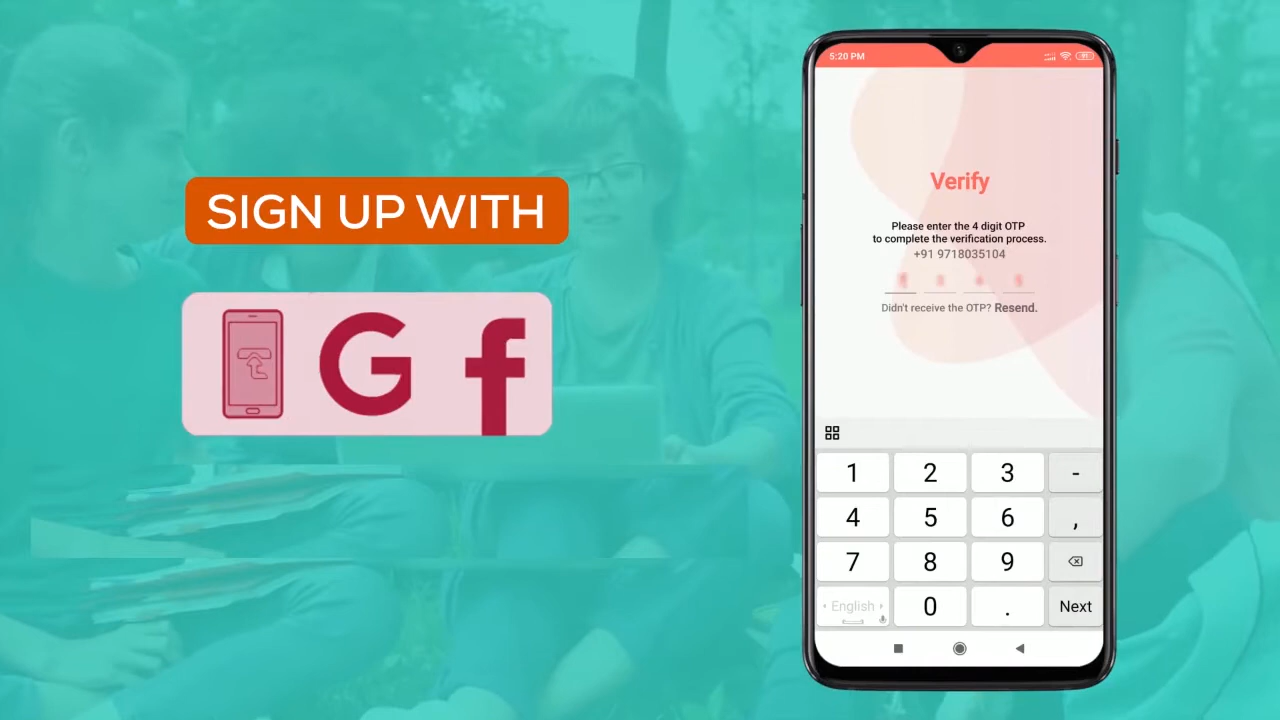 SIGN UP WITH
G f
5:20 PM
91
Verify
Please enter the 4 digit OTP
to complete the verification process.
+91 9718035104
Didn't receive the OTP? Resend.
1 2 3 -
4 5 6 ,
7 8 9
English 0 . Next